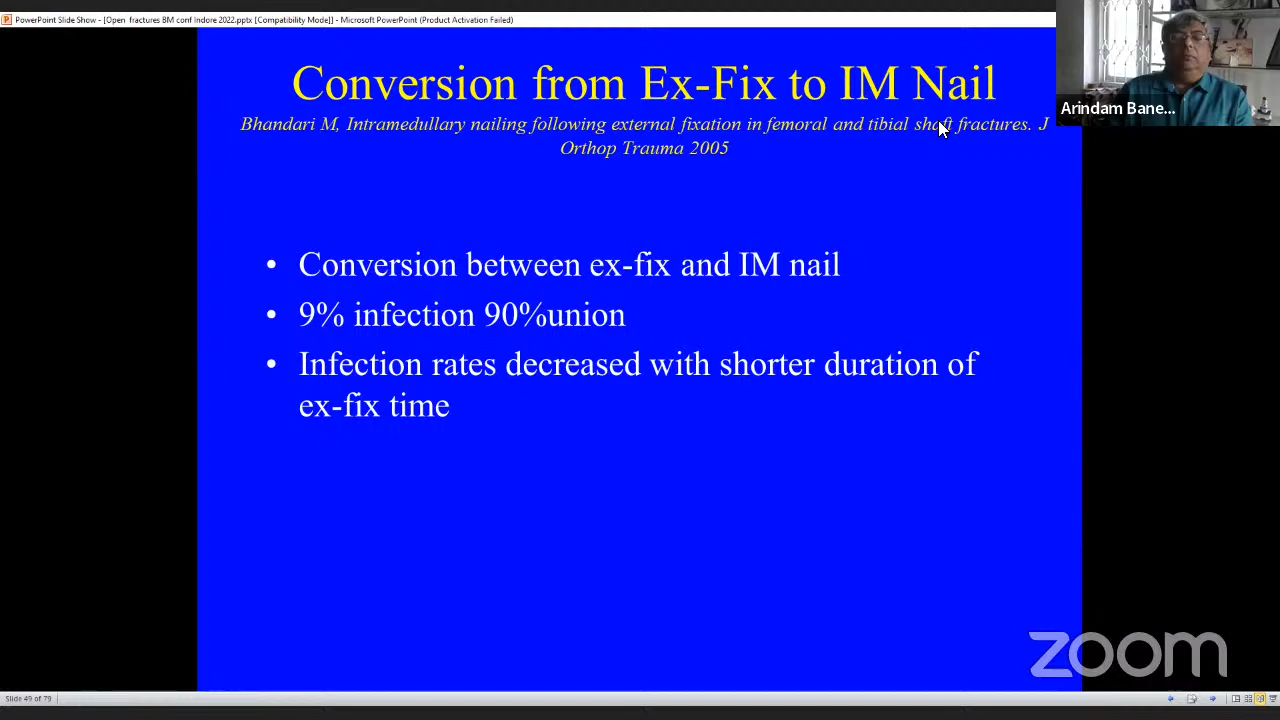 PowerPoint Slide Show - [Open fractures BM conf Indore 2022.pptx [Compatibility Mode]] - Microsoft PowerPoint (Product Activation Failed)
Arindam Bane...
Conversion from Ex-Fix to IM Nail
Bhandari M, Intramedullary nailing following external fixation in femoral and tibial shaft fractures. J
Orthop Trauma 2005
• Conversion between ex-fix and IM nail
• 9% infection 90%union
• Infection rates decreased with shorter duration of
ex-fix time
zoom
Slide 49 of 79